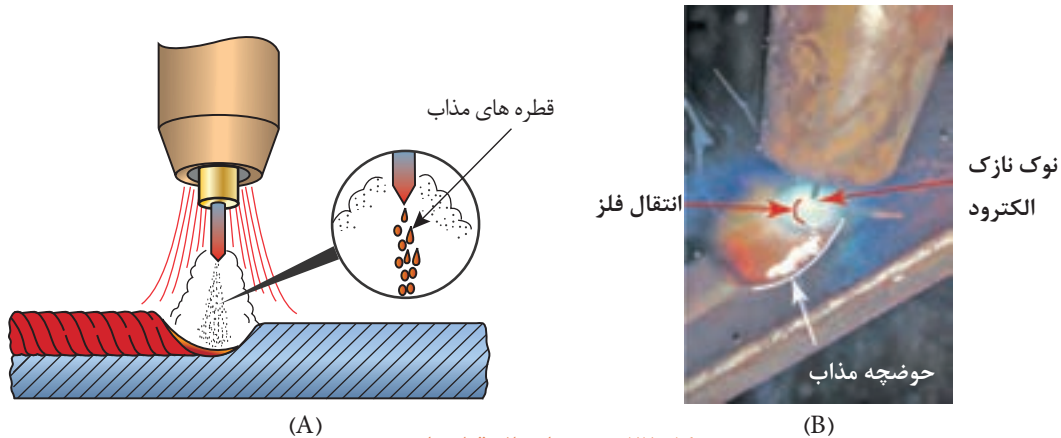 قطره های مذاب
(A)
نوک نازک
الکترود
انتقال فلز
حوضچه مذاب
(B)